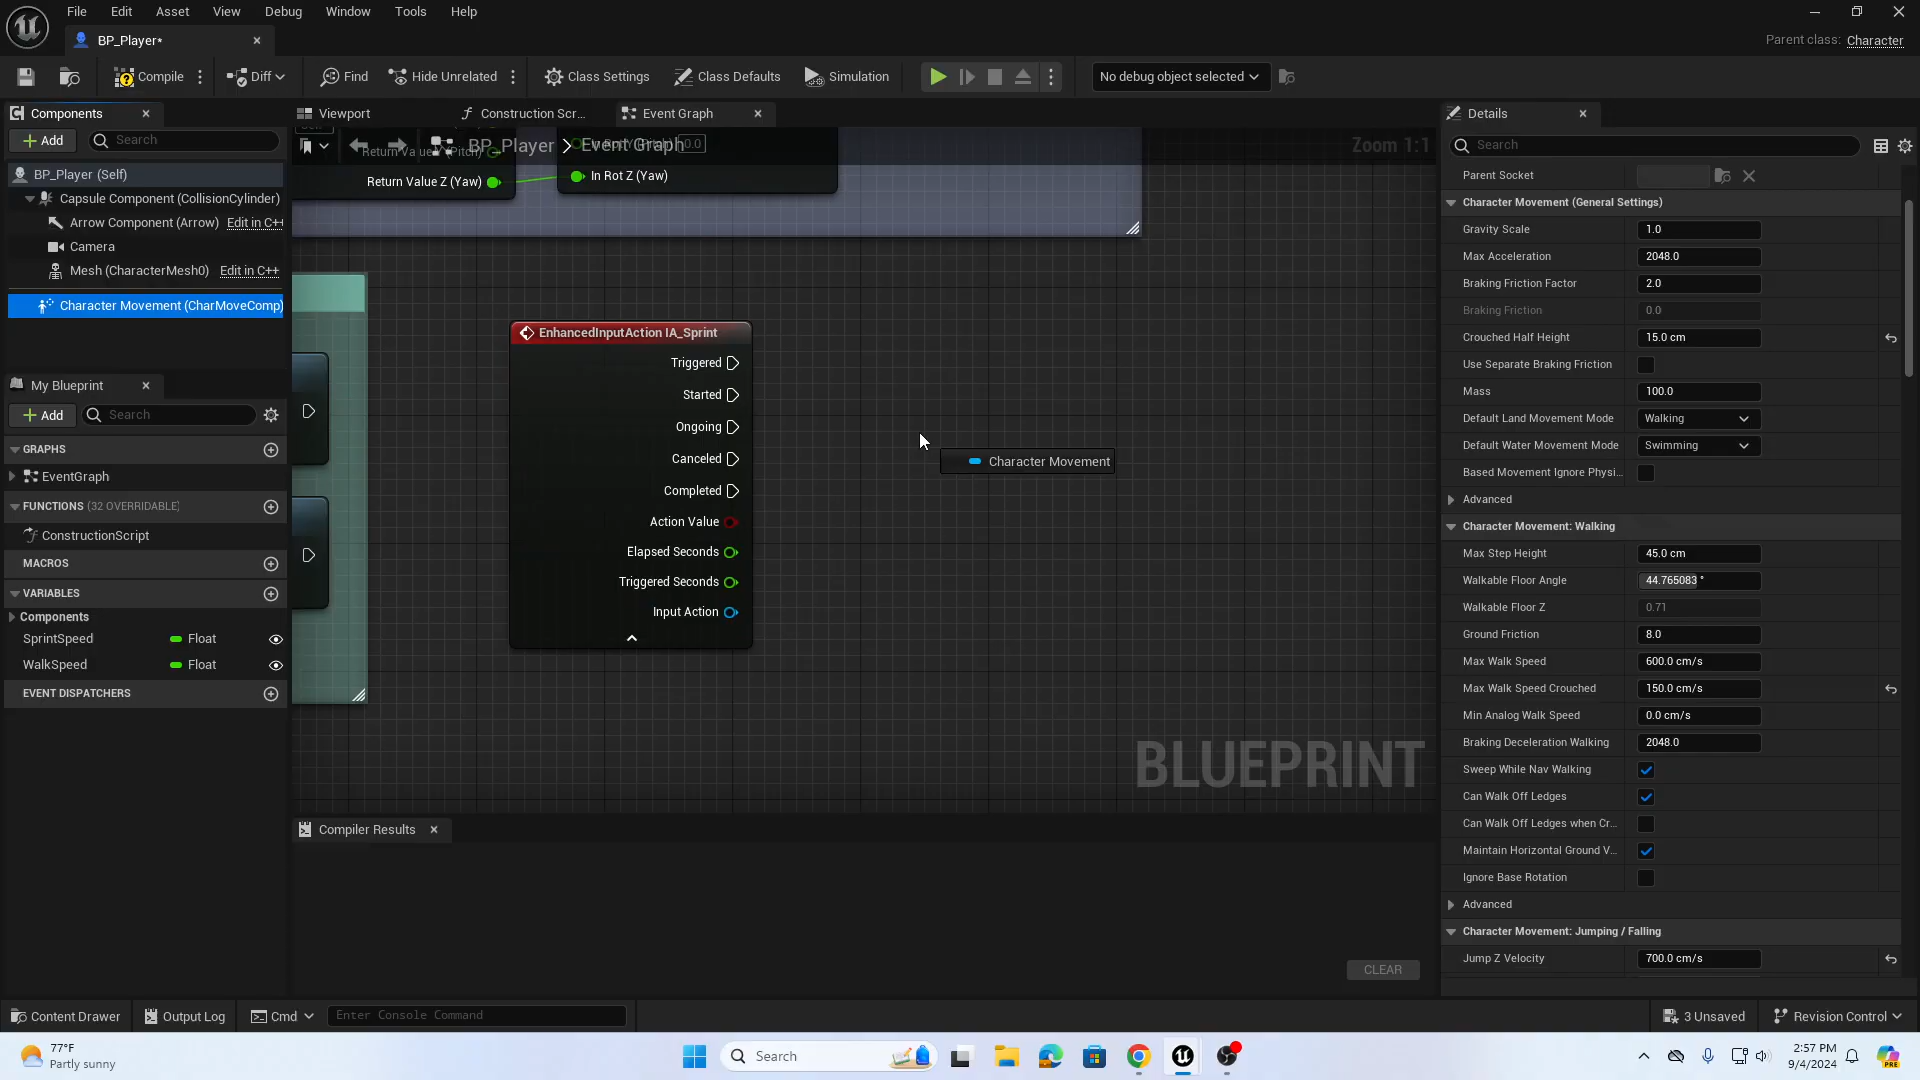 File Edit Asset View Debug Window Tools Help
BP_Player*
Parent class: Character
Compile Diff Find Hide Unrelated Class Settings Class Defaults Simulation No debug object selected
Components
Viewport Construction Scr... Event Graph
Details
Add Search
BP_Player Event Graph
Zoom 1:1
Search
BP_Player (Self)
Return Value Z (Yaw) In Rot Z (Yaw)
Parent Socket
Capsule Component (CollisionCylinder)
Character Movement (General Settings)
Arrow Component (Arrow) Edit in C++
Gravity Scale 1.0
Camera
Max Acceleration 2048.0
Mesh (CharacterMesh0) Edit in C++
Braking Friction Factor 2.0
Character Movement (CharMoveComp)
Braking Friction 0.0
EnhancedInputAction IA_Sprint
Crouched Half Height 15.0 cm
Triggered
Use Separate Braking Friction
My Blueprint
Started
Mass 100.0
Add Search
Ongoing
Default Land Movement Mode Walking
GRAPHS
Canceled
Character Movement
Default Water Movement Mode Swimming
EventGraph
Based Movement Ignore Physi...
FUNCTIONS (32 OVERRIDABLE)
Completed
Advanced
ConstructionScript
Action Value
Character Movement: Walking
MACROS
Elapsed Seconds
Max Step Height 45.0 cm
VARIABLES
Triggered Seconds
Walkable Floor Angle 44.765083 °
Components
Input Action
Walkable Floor Z 0.71
SprintSpeed Float
Ground Friction 8.0
WalkSpeed Float
Max Walk Speed 600.0 cm/s
EVENT DISPATCHERS
Max Walk Speed Crouched 150.0 cm/s
Min Analog Walk Speed 0.0 cm/s
Braking Deceleration Walking 2048.0
BLUEPRINT
Sweep While Nav Walking
Can Walk Off Ledges
Compiler Results
Can Walk Off Ledges when Cr...
Maintain Horizontal Ground V...
Ignore Base Rotation
Advanced
Character Movement: Jumping / Falling
Jump Z Velocity 700.0 cm/s
CLEAR
Content Drawer Output Log Cmd Enter Console Command 3 Unsaved Revision Control
77°F
Partly sunny
Search
2:57 PM
9/4/2024
PRE